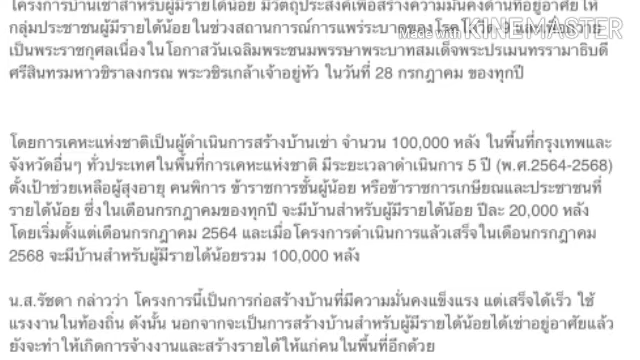 โครงการบ้านเช่าสำหรับผู้มีรายได้น้อย มีวัตถุประสงค์เพื่อสร้างความมั่นคงด้านที่อยู่อาศัย ให้
กลุ่มประชาชนผู้มีรายได้น้อยในช่วงสถานการณ์การแพร่ระบาดของโรค
KINEMASTER
เป็นพระราชกุศลเนื่องในโอกาสวันเฉลิมพระชนมพรรษาพระบาทสมเด็จพระปรเมนทรรามาธิบดี
ศรีสินทรมหาวชิราลงกรณ พระวชิรเกล้าเจ้าอยู่หัว ในวันที่ 28 กรกฎาคม ของทุกปี
โดยการเคหะแห่งชาติเป็นผู้ดำเนินการสร้างบ้านเช่า จำนวน 100,000 หลัง ในพื้นที่กรุงเทพและ
จังหวัดอื่นๆ ทั่วประเทศในพื้นที่การเคหะแห่งชาติ มีระยะเวลาดำเนินการ 5 ปี (พ.ศ.2564-2568)
ตั้งเป้าช่วยเหลือผู้สูงอายุ คนพิการ ข้าราชการชั้นผู้น้อย หรือข้าราชการเกษียณและประชาชนที่
รายได้น้อย ซึ่งในเดือนกรกฎาคมของทุกปี จะมีบ้านสำหรับผู้มีรายได้น้อย ปีละ 20,000 หลัง
โดยเริ่มตั้งแต่เดือนกรกฎาคม 2564 และเมื่อโครงการดำเนินการแล้วเสร็จในเดือนกรกฎาคม
2568 จะมีบ้านสำหรับผู้มีรายได้น้อยรวม 100,000 หลัง
น.ส.รัชดา กล่าวว่า โครงการนี้เป็นการก่อสร้างบ้านที่มีความมั่นคงแข็งแรง แต่เสร็จได้เร็ว ใช้
แรงงานในท้องถิ่น ดังนั้น นอกจากจะเป็นการสร้างบ้านสำหรับผู้มีรายได้น้อยได้เช่าอยู่อาศัยแล้ว
ยังจะทำให้เกิดการจ้างงานและสร้างรายได้ให้แก่คนในพื้นที่อีกด้วย